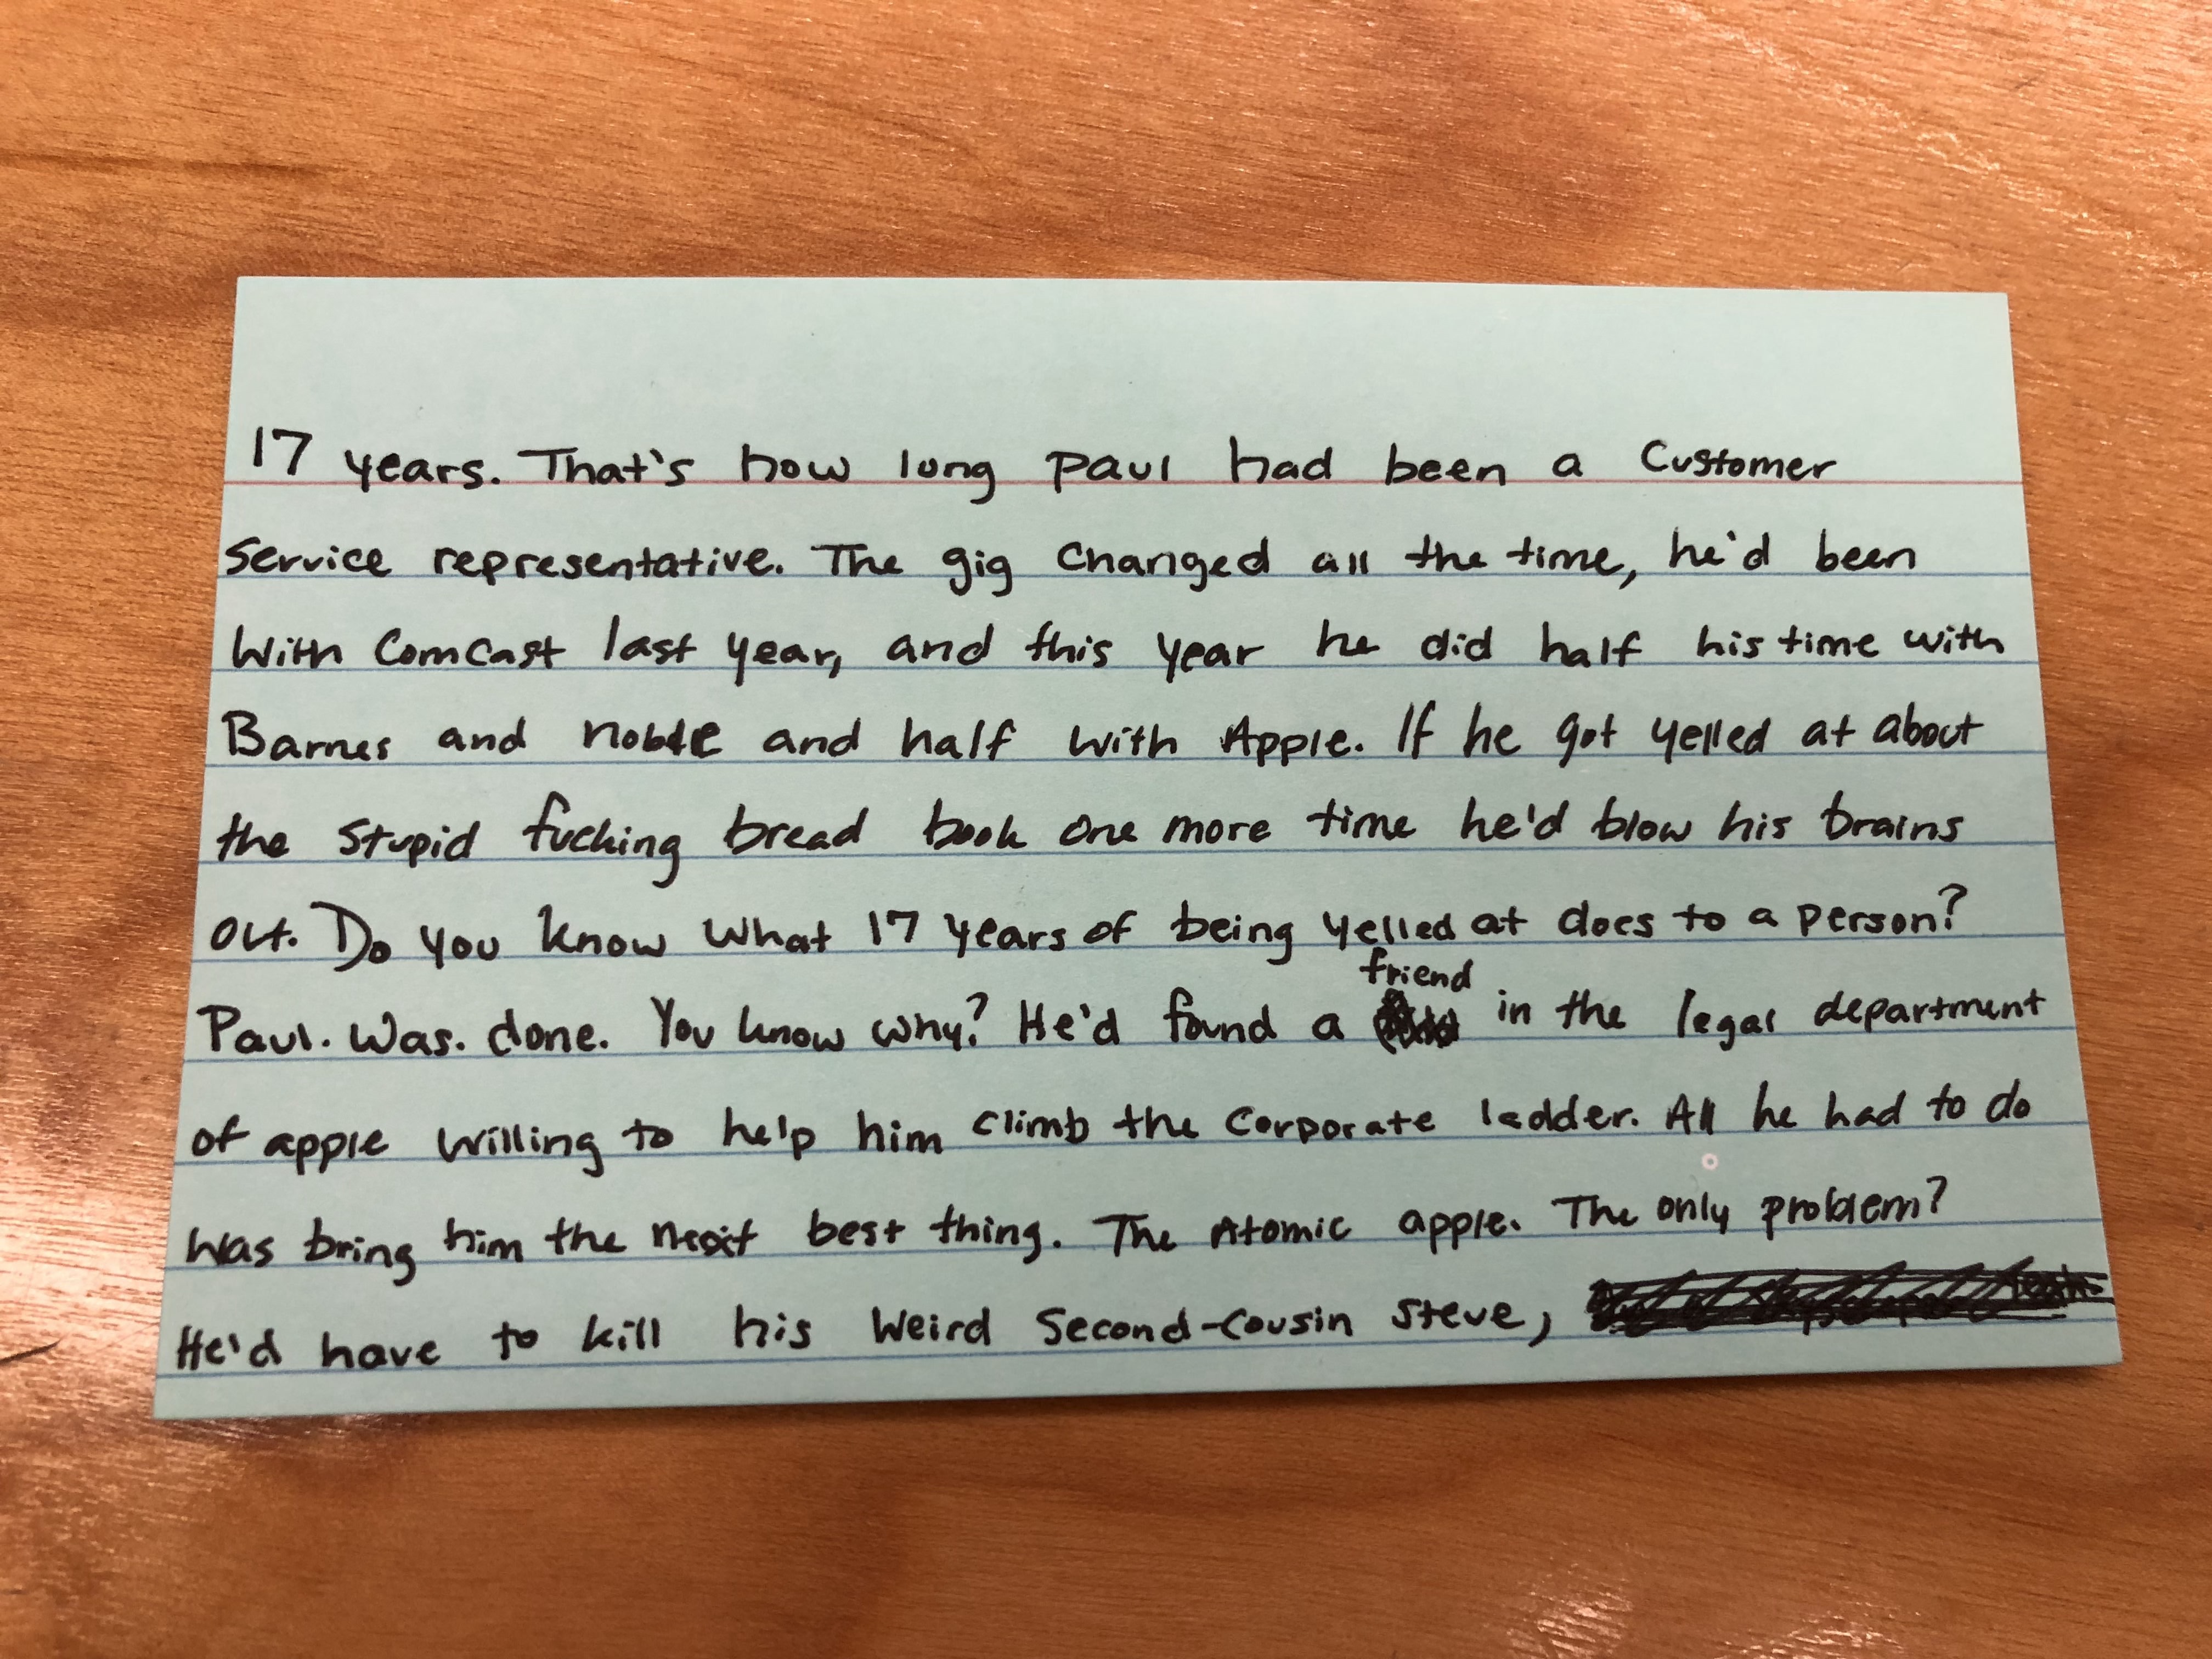 17 years. That's how long Paul had been a Customer
Service representative. The gig changed all the time, he'd been
With Comcast last year, and this year he did half his time with
Barnes and noble and half with Apple. If he got yelled at about
the stupid fucking bread book one more time he'd blow his brains
out. Do you know what 17 years of being yelled at does to a person?
Paul. Was. done. You know why? He'd found a friend in the legal department
of apple willing to help him climb the corporate ladder. All he had to do
was bring him the next best thing. The Atomic apple. The only problem?
He'd have to kill his weird Second-Cousin Steve,